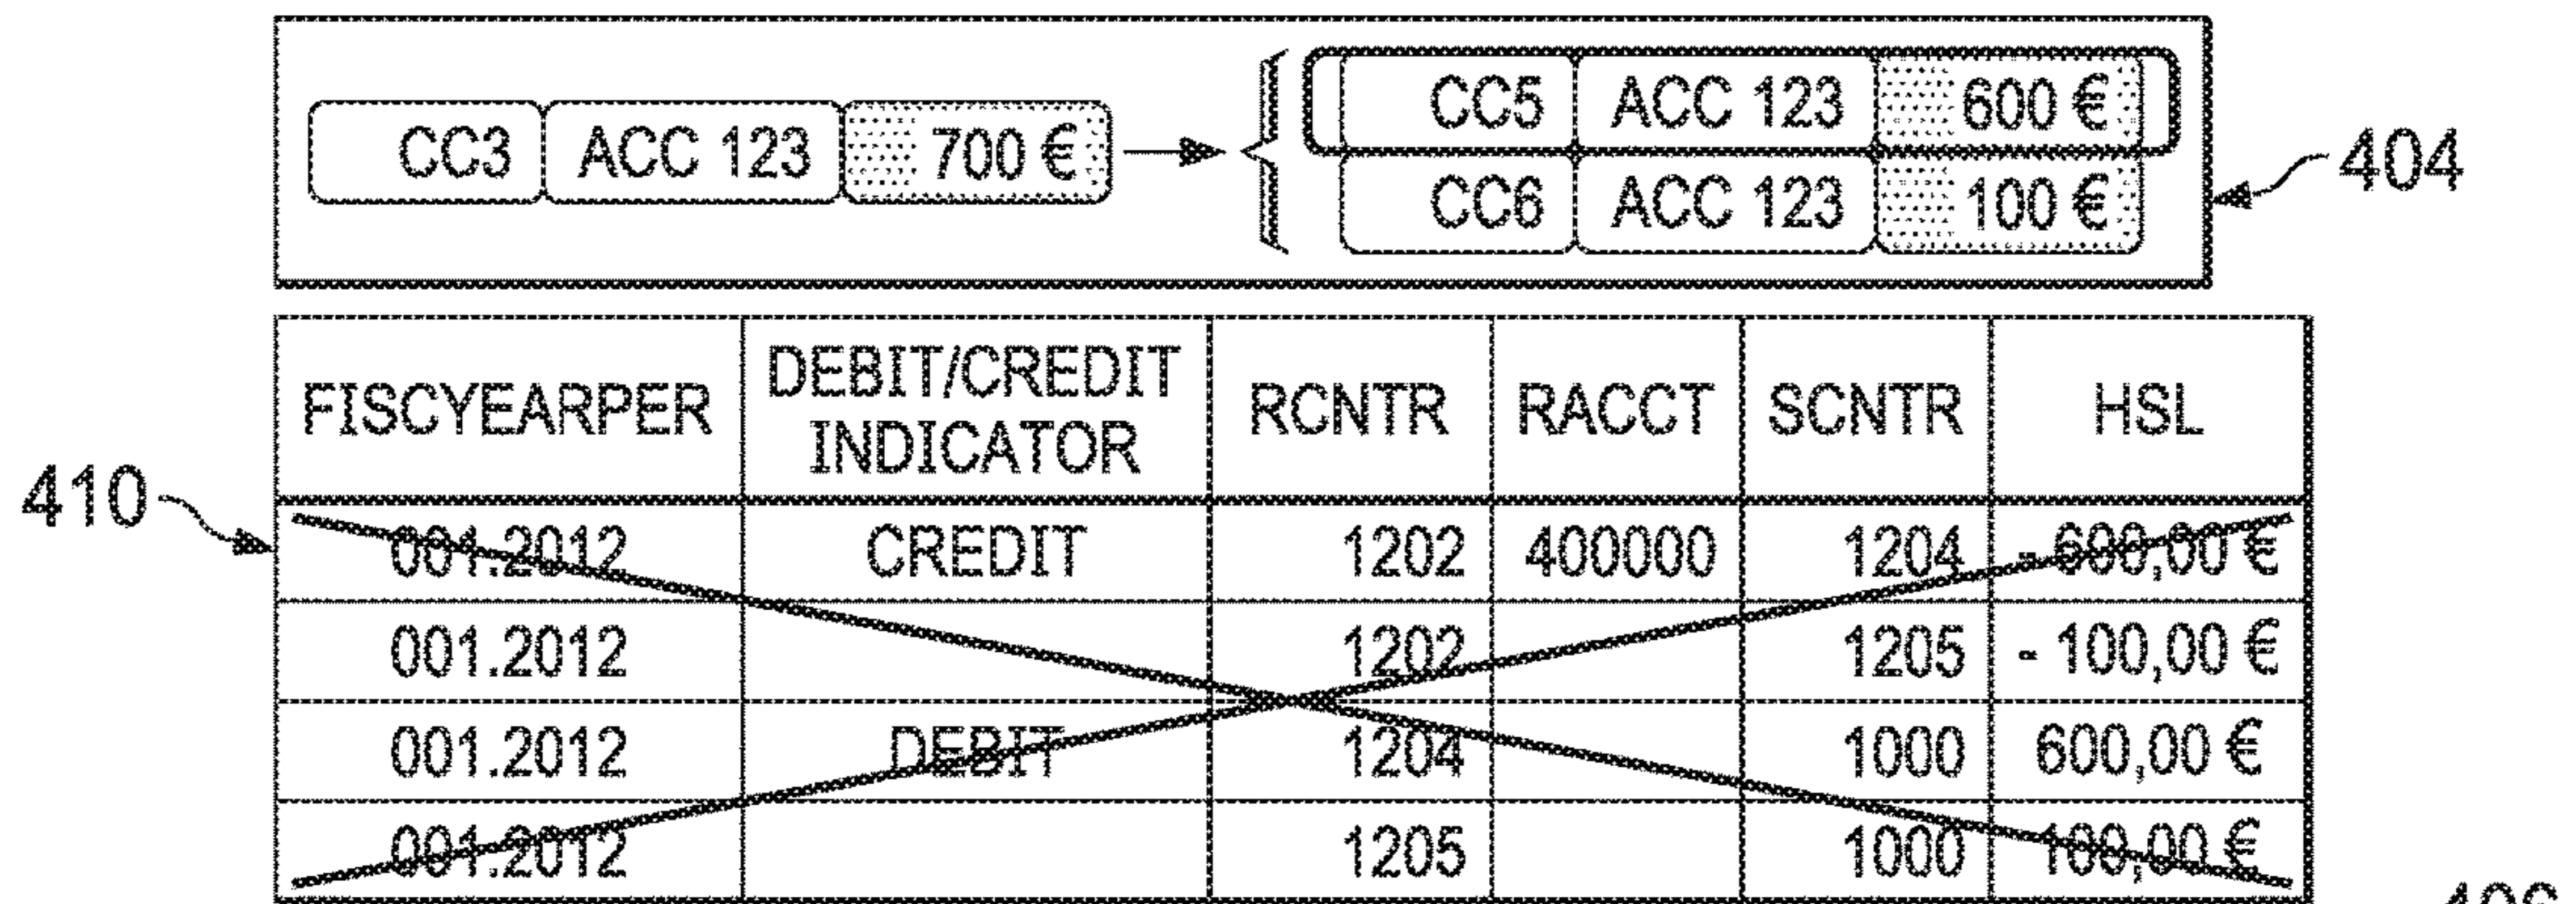 CC5 ACC 123 600 €
CC3 ACC 123 700 €
CC6 ACC 123 100 €
404
FISCYEARPER DEBIT/CREDIT INDICATOR RCNTR RACCT SCNTR HSL
410
001.2012 CREDIT 1202 400000 1204 - 600,00 €
001.2012 1202 1205 - 100,00 €
001.2012 DEBIT 1204 1000 600,00 €
001.2012 1205 1000 100,00 €